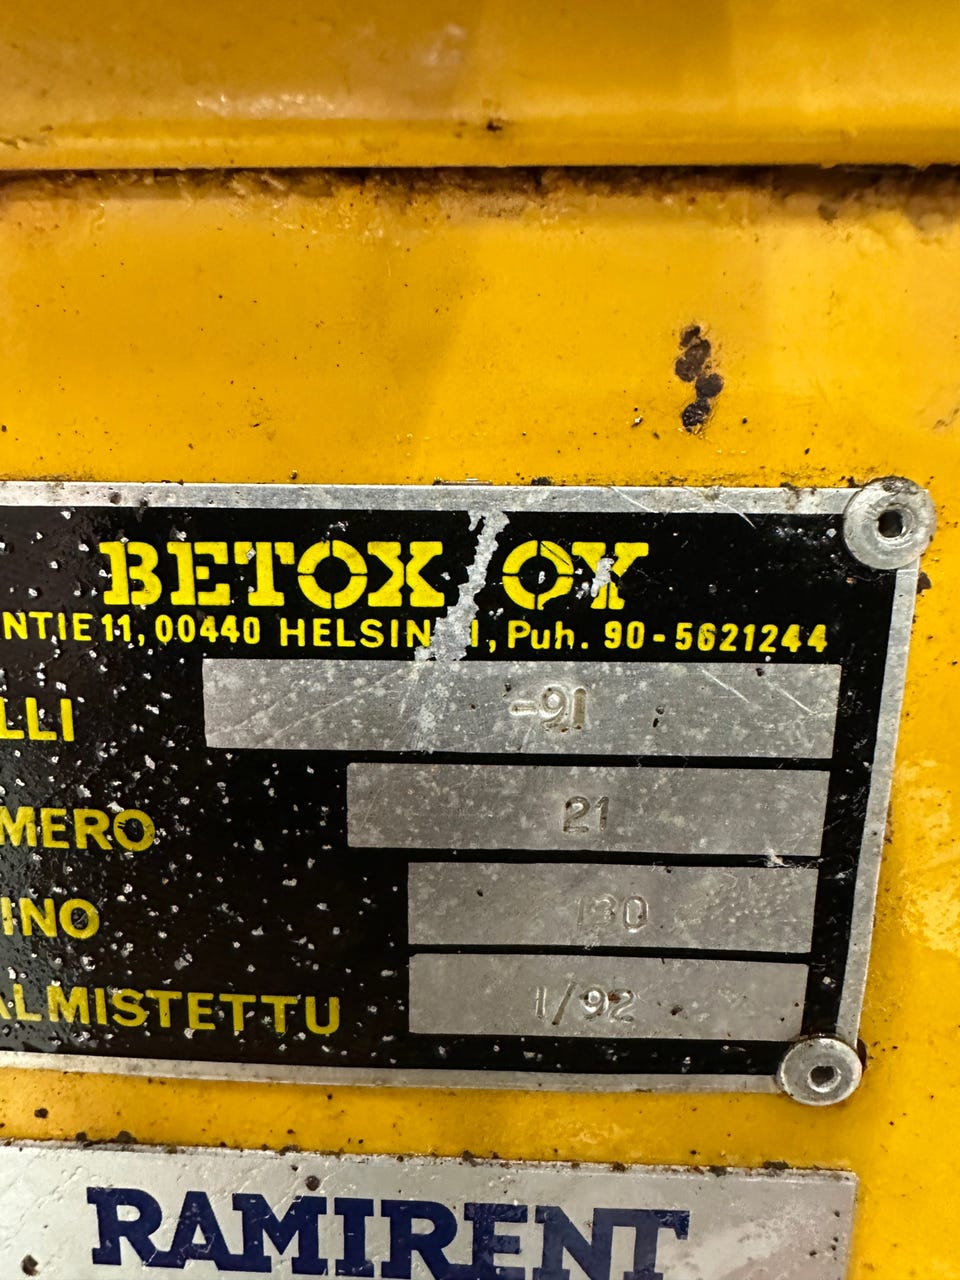 BETOX OY
NTIE 11, 00440 HELSIN I, Puh. 90-5621244
LLI -91
MERO 21
INO 130
ALMISTETTU 1/92
RAMIRENT